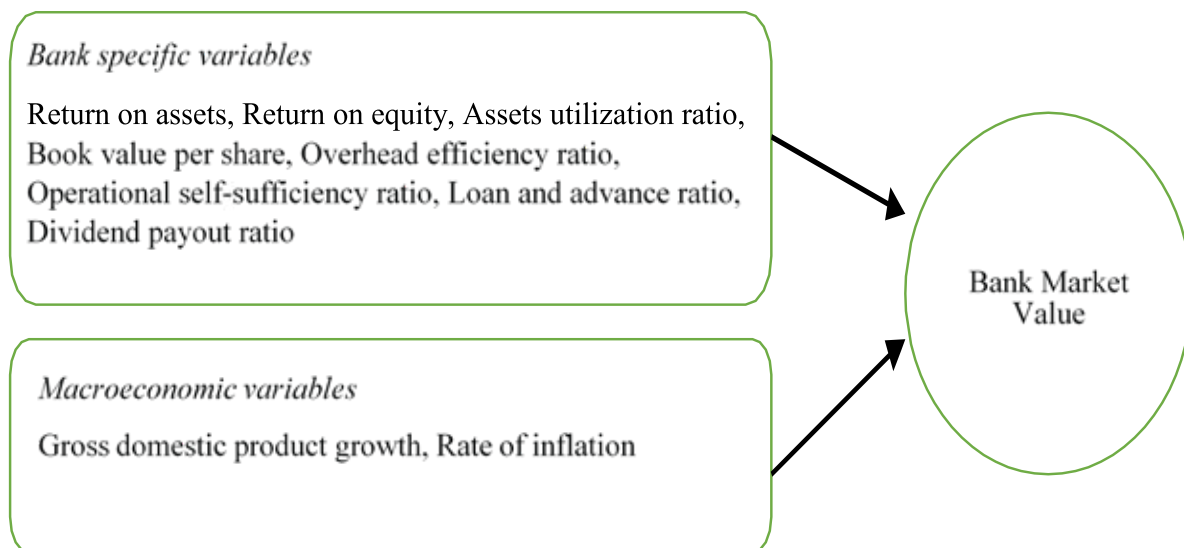 Bank specific variables
Return on assets, Return on equity, Assets utilization ratio,
Book value per share, Overhead efficiency ratio,
Operational self-sufficiency ratio, Loan and advance ratio,
Dividend payout ratio
Macroeconomic variables
Gross domestic product growth, Rate of inflation
Bank Market
Value